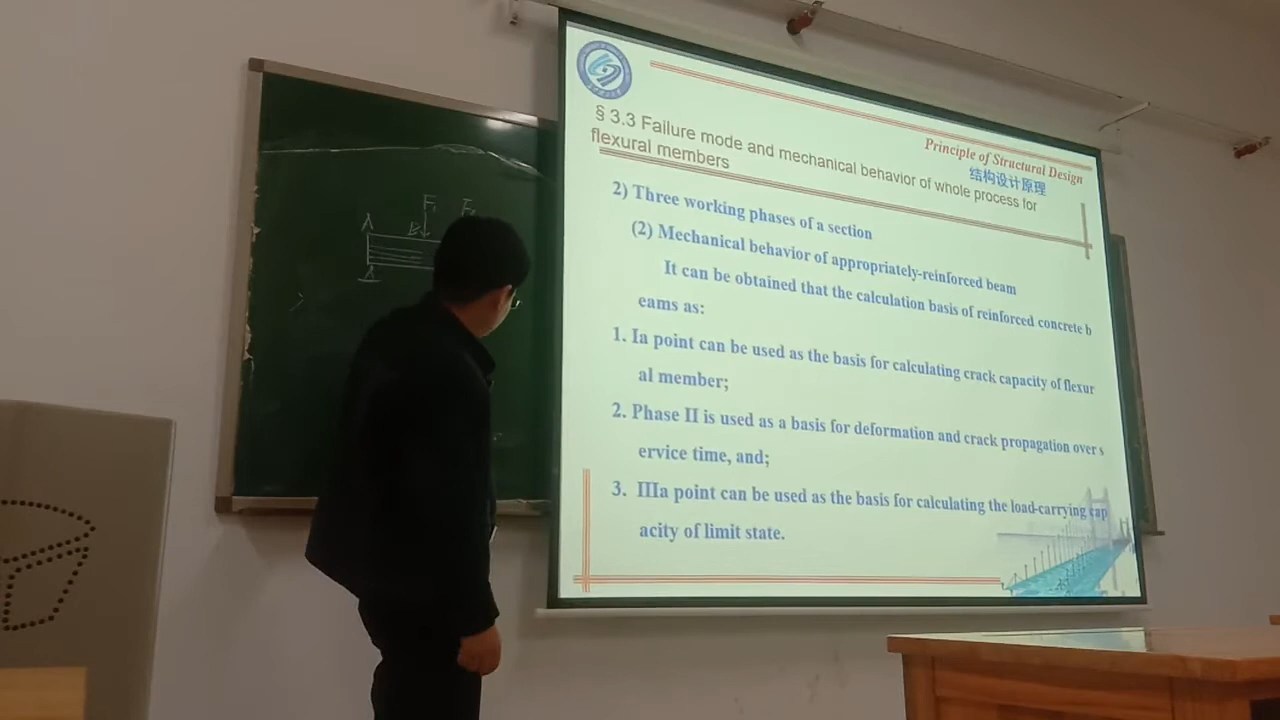 F₁
A
B
A
Principle of Structural Design
结构设计原理
§ 3.3 Failure mode and mechanical behavior of whole process for
flexural members
2) Three working phases of a section
(2) Mechanical behavior of appropriately-reinforced beam
It can be obtained that the calculation basis of reinforced concrete b
eams as:
1. Ia point can be used as the basis for calculating crack capacity of flexur
al member;
2. Phase II is used as a basis for deformation and crack propagation over s
ervice time, and;
3. IIIa point can be used as the basis for calculating the load-carrying cap
acity of limit state.